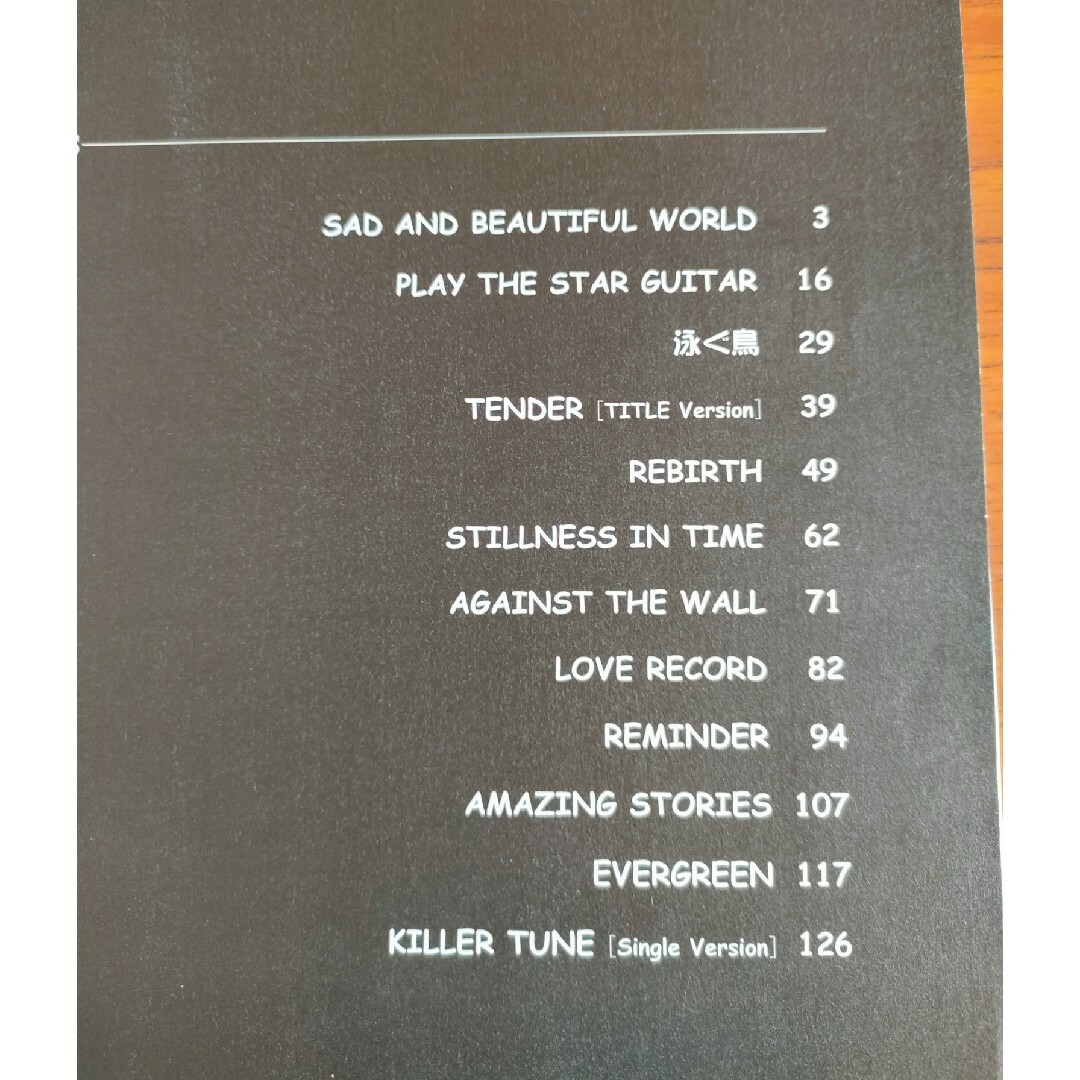 SAD AND BEAUTIFUL WORLD 3
PLAY THE STAR GUITAR 16
泳ぐ鳥 29
TENDER [TITLE Version] 39
REBIRTH 49
STILLNESS IN TIME 62
AGAINST THE WALL 71
LOVE RECORD 82
REMINDER 94
AMAZING STORIES 107
EVERGREEN 117
KILLER TUNE [Single Version] 126